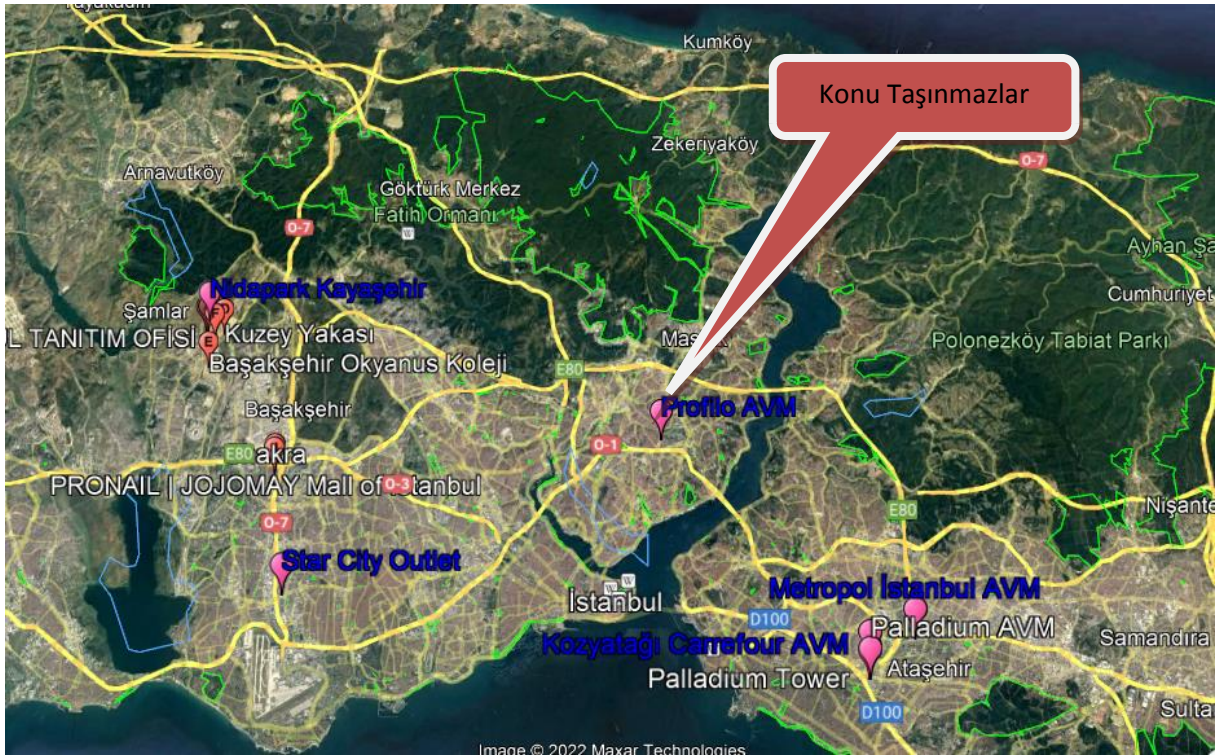 Kumköy
Konu Taşınmazlar
Zekeriyaköy
O-7
Arnavutköy
Göktürk Merkez
Fatih Ormanı
W
O-7
Ayhan Şa
Cumhuriyet
Nidapark Kayaşehir
Şamlar
F
Kuzey Yakası
L TANITIM OFİSİ
E
Başakşehir Okyanus Koleji
Polonezköy Tabiat Parkı
E80
Başakşehir
Profilo AVM
O-1
E80
akra
PRONAIL | JOJOMAY Mall of İstanbul
O-3
Nişante
E80
O-7
Star City Outlet
W
W
İstanbul
Metropol İstanbul AVM
D100
Palladium AVM
Samandıra
Kozyatağı Carrefour AVM
Ataşehir
Palladium Tower
D100
Sulta
Image © 2022 Maxar Technologies